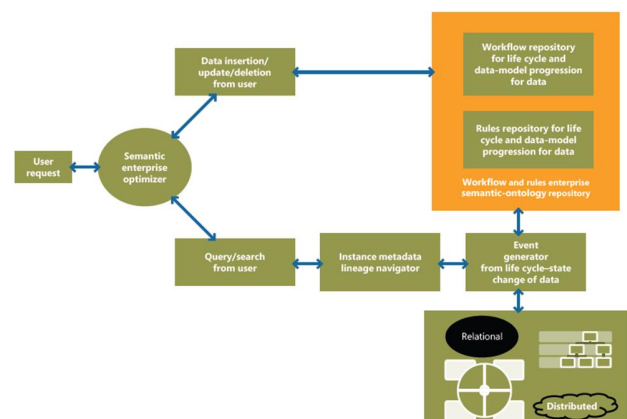 Data insertion/
update/deletion
from user
Workflow repository
for life cycle and
data-model progression
for data
Rules repository for life
cycle and data-model
progression for data
Workflow and rules enterprise
semantic-ontology repository
User
request
Semantic
enterprise
optimizer
Query/search
from user
Instance metadata
lineage navigator
Event
generator
from life cycle–state
change of data
Relational
Distributed